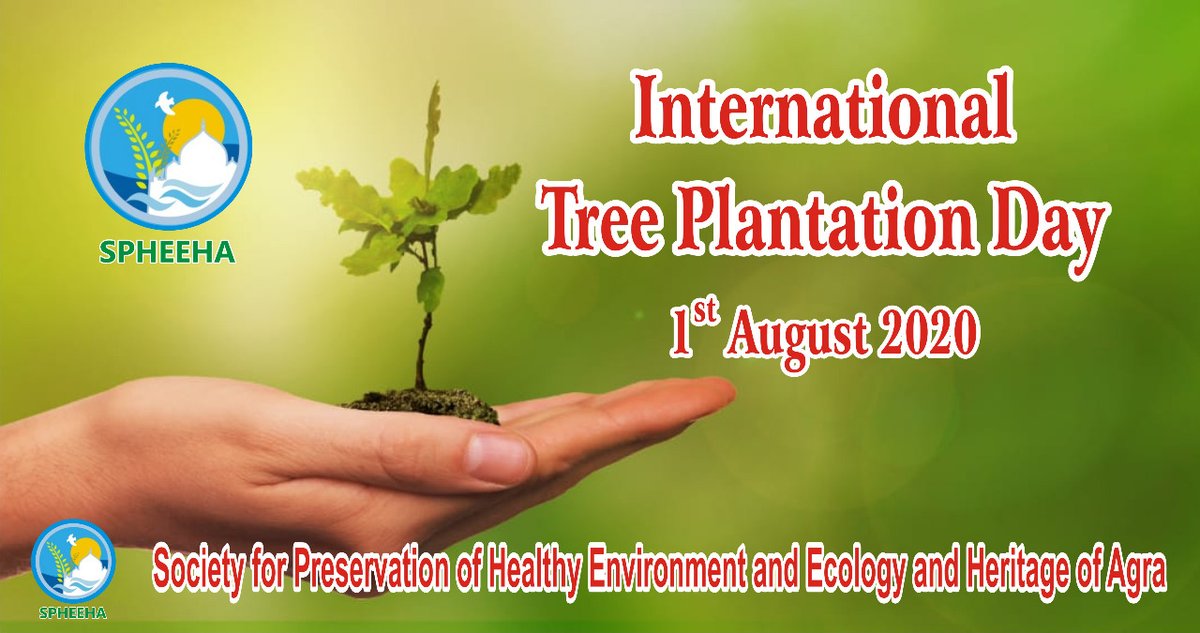 SPHEEHA
International
Tree Plantation Day
1st August 2020
SPHEEHA
Society for Preservation of Healthy Environment and Ecology and Heritage of Agra